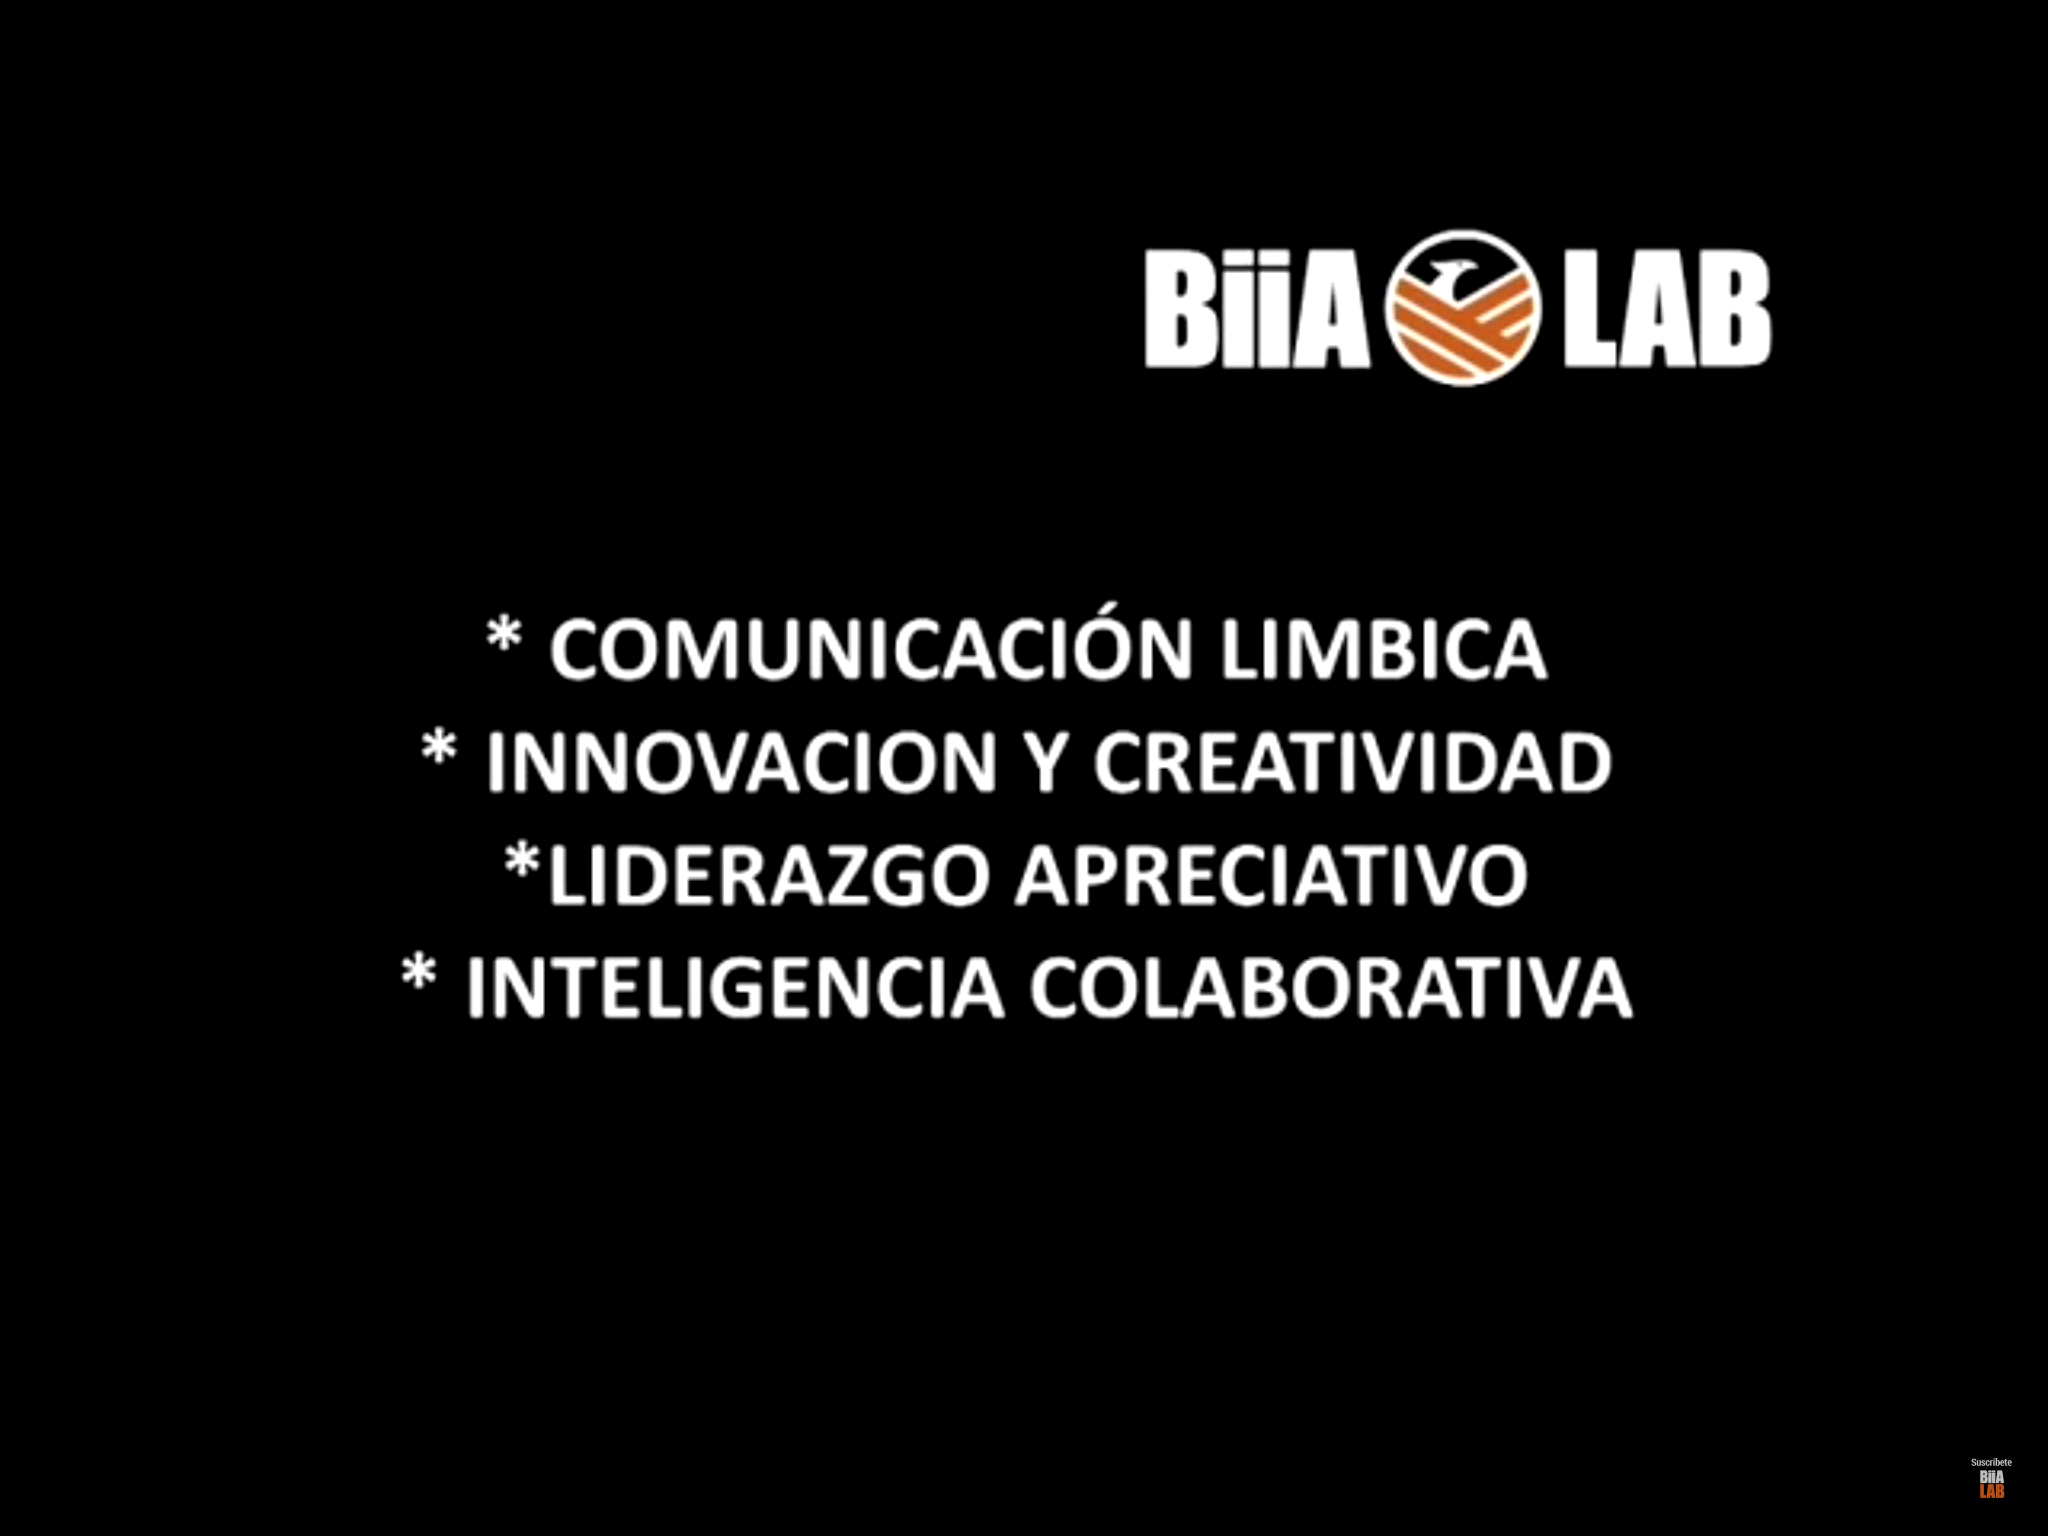 BiiA LAB
* COMUNICACIÓN LIMBICA
* INNOVACION Y CREATIVIDAD
*LIDERAZGO APRECIATIVO
* INTELIGENCIA COLABORATIVA
Suscríbete
BiiA
LAB